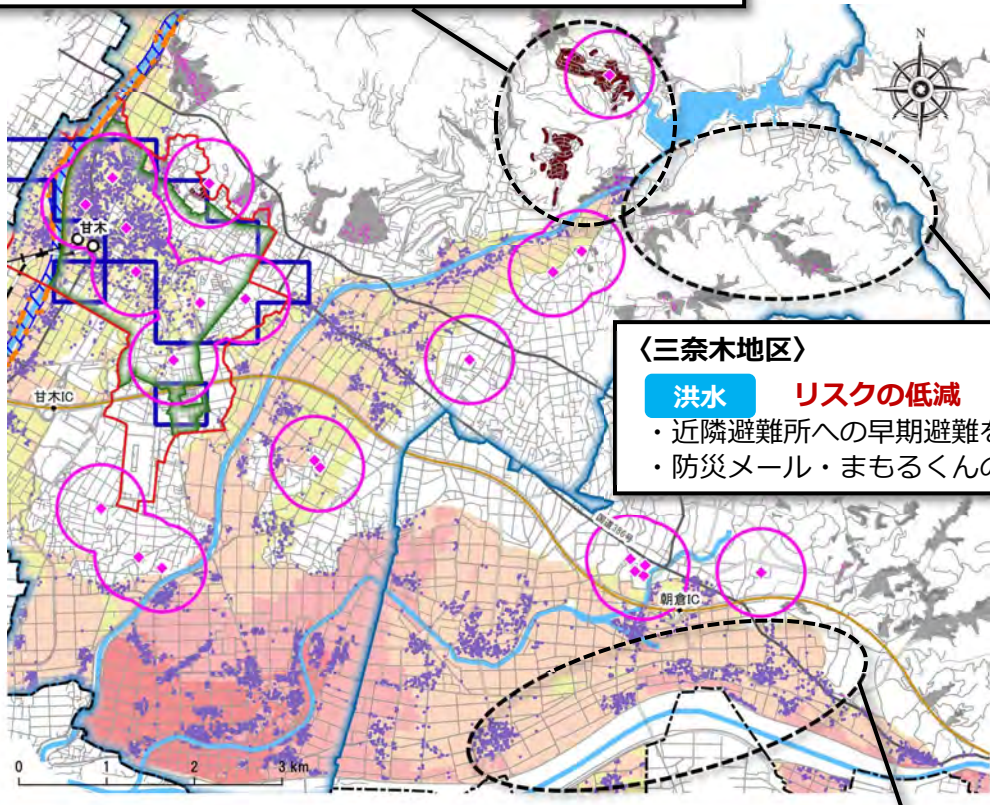 N
甘木
甘木IC
〈三奈木地区〉
洪水 リスクの低減
・近隣避難所への早期避難を
・防災メール・まもるくんの
国道386号
朝倉IC
0 1 2 3 km